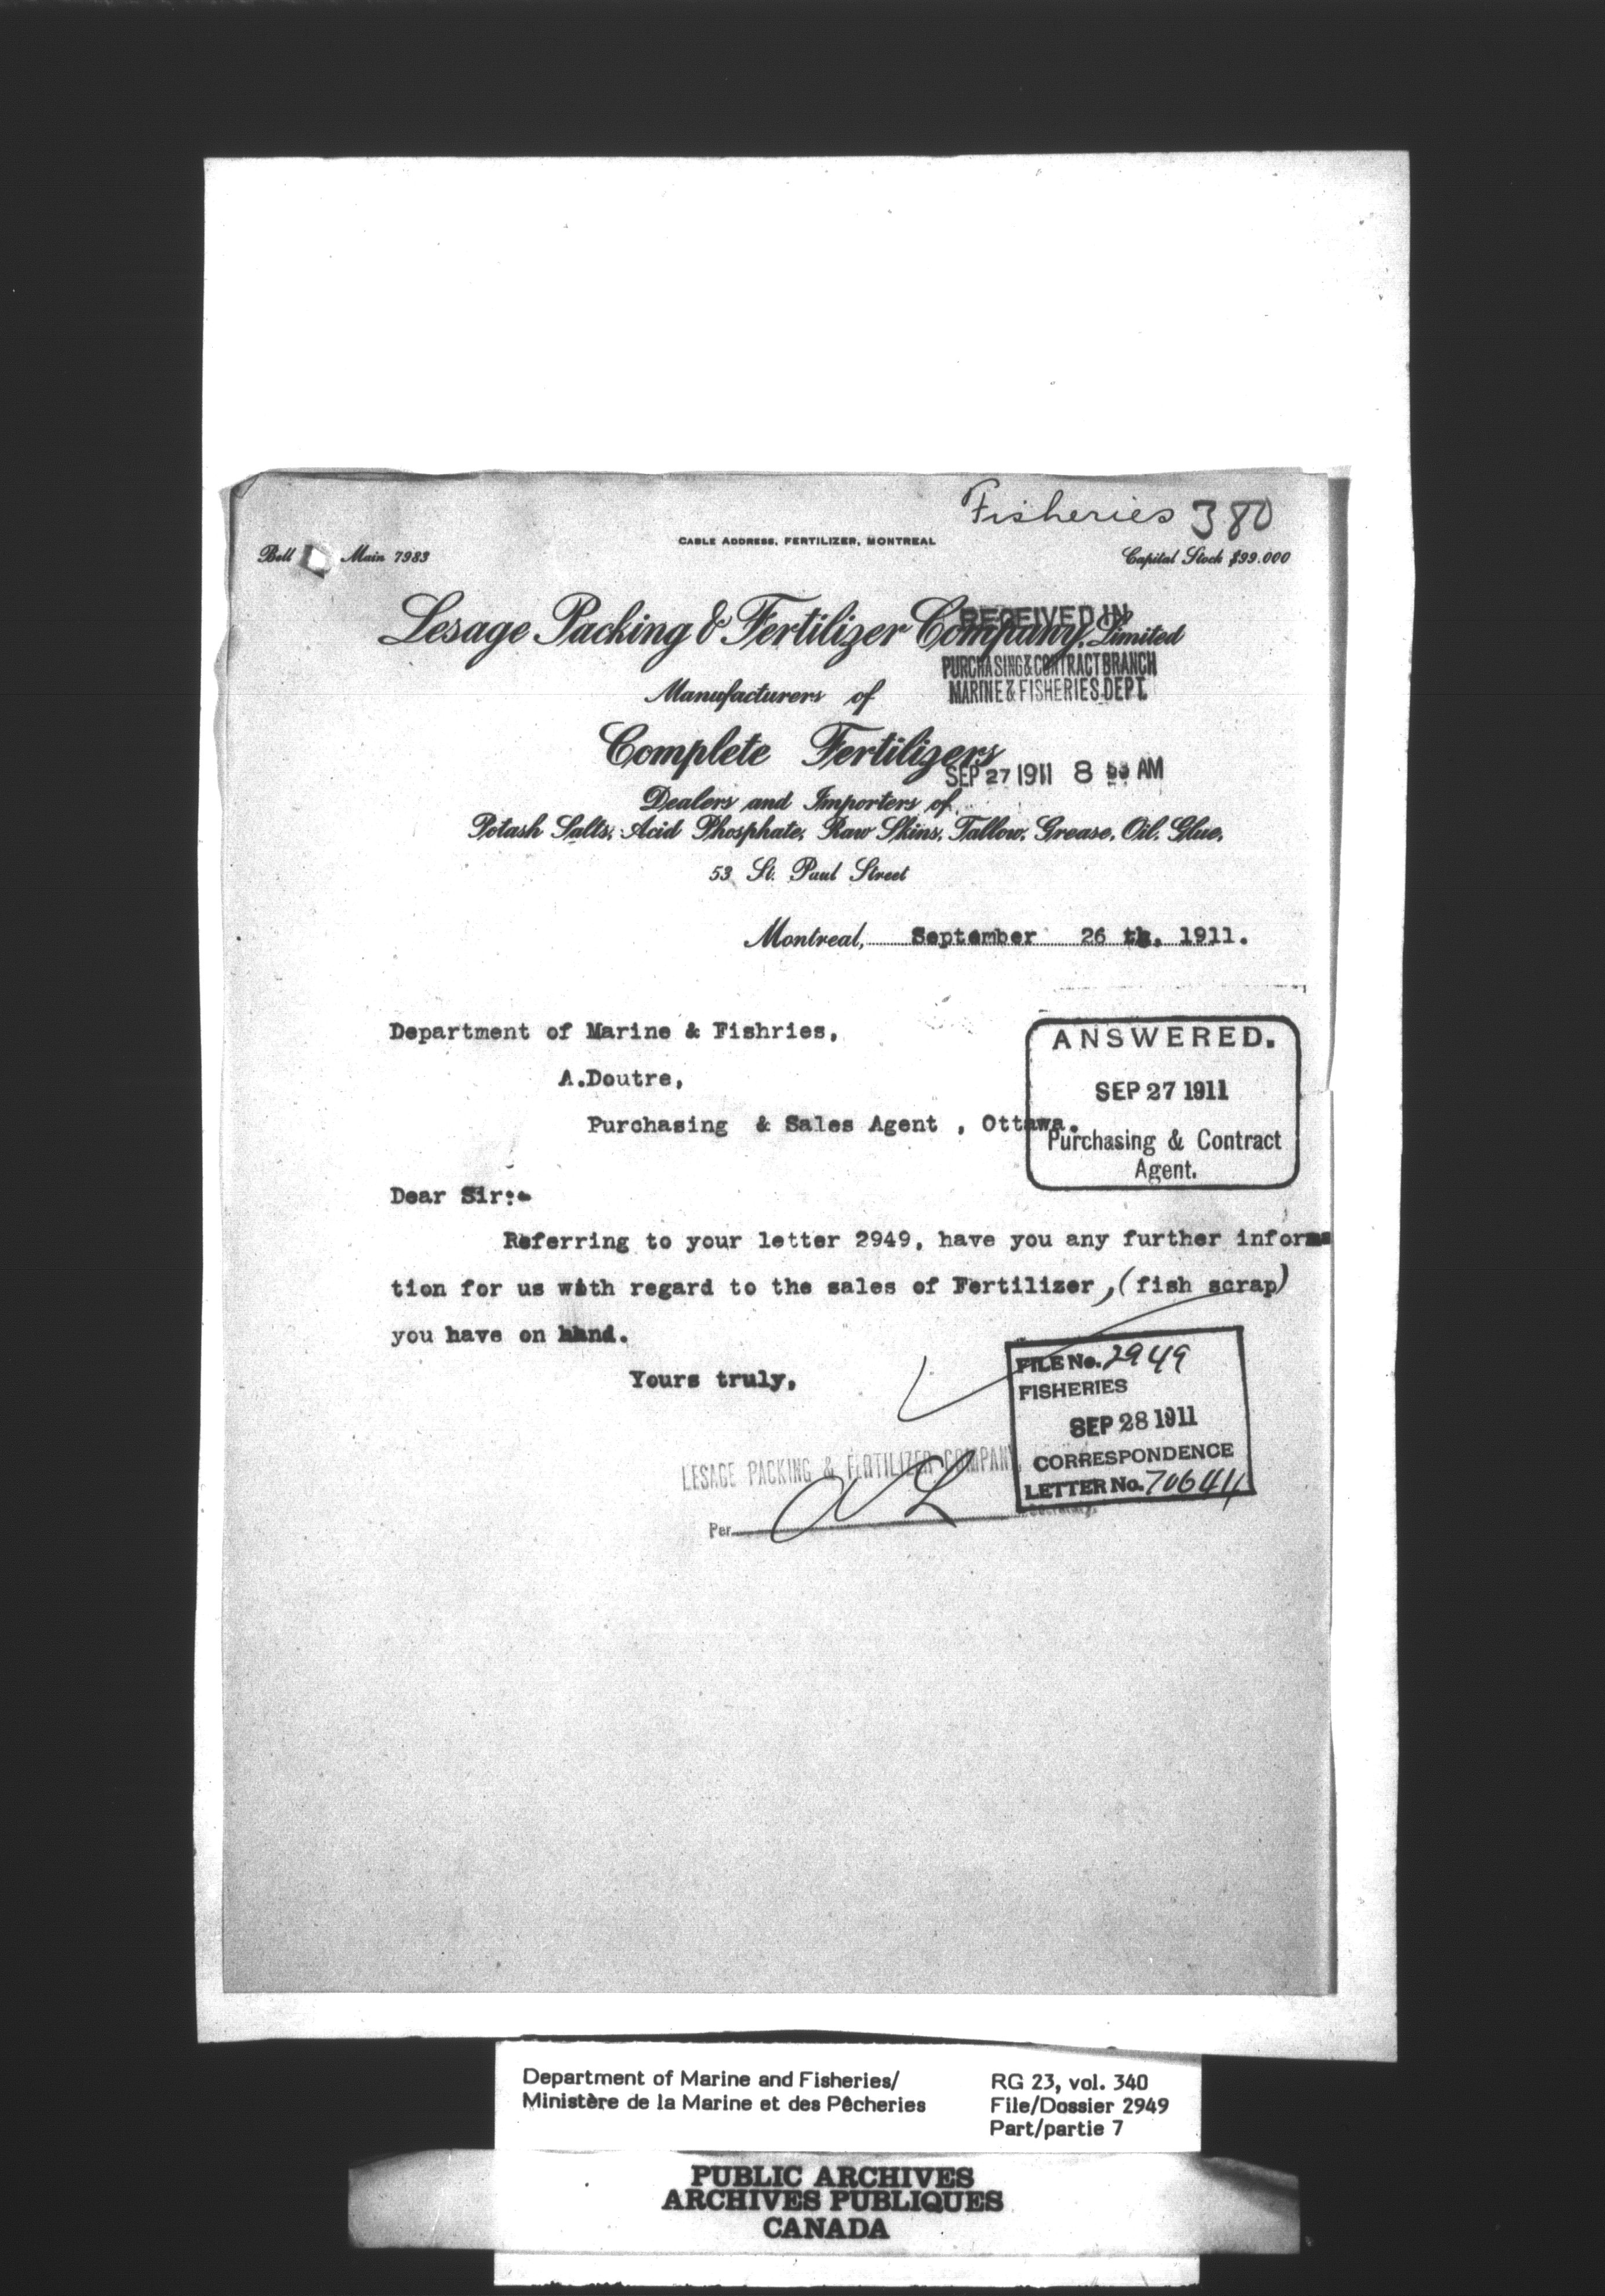 Fisheries 380
CABLE ADDRESS, FERTILIZER, MONTREAL
Bell Main 7983
Capital Stock $99.000
Lesage Packing & Fertilizer Company, Limited
RECEIVED IN
PURCHASING & CONTRACT BRANCH
MARINE & FISHERIES DEPT.
Manufacturers of
Complete Fertilizers
SEP 27 1911 8 53 AM
Dealers and Importers of
Potash Salts, Acid Phosphate, Raw Skins, Tallow, Grease, Oil, Glue,
53 St. Paul Street
Montreal, September 26 th, 1911.
Department of Marine & Fishries,
A.Doutre,
Purchasing & Sales Agent , Ottawa.
ANSWERED.
SEP 27 1911
Purchasing & Contract
Agent.
Dear Sir:-
Referring to your letter 2949, have you any further informa
tion for us with regard to the sales of Fertilizer, (fish scrap)
you have on hand.
Yours truly,
FILE No. 2949
FISHERIES
SEP 28 1911
CORRESPONDENCE
LETTER No. 70644
LESAGE PACKING & FERTILIZER COMPANY,
Per
Secretary.
Department of Marine and Fisheries/
Ministère de la Marine et des Pêcheries
RG 23, vol. 340
File/Dossier 2949
Part/partie 7
PUBLIC ARCHIVES
ARCHIVES PUBLIQUES
CANADA